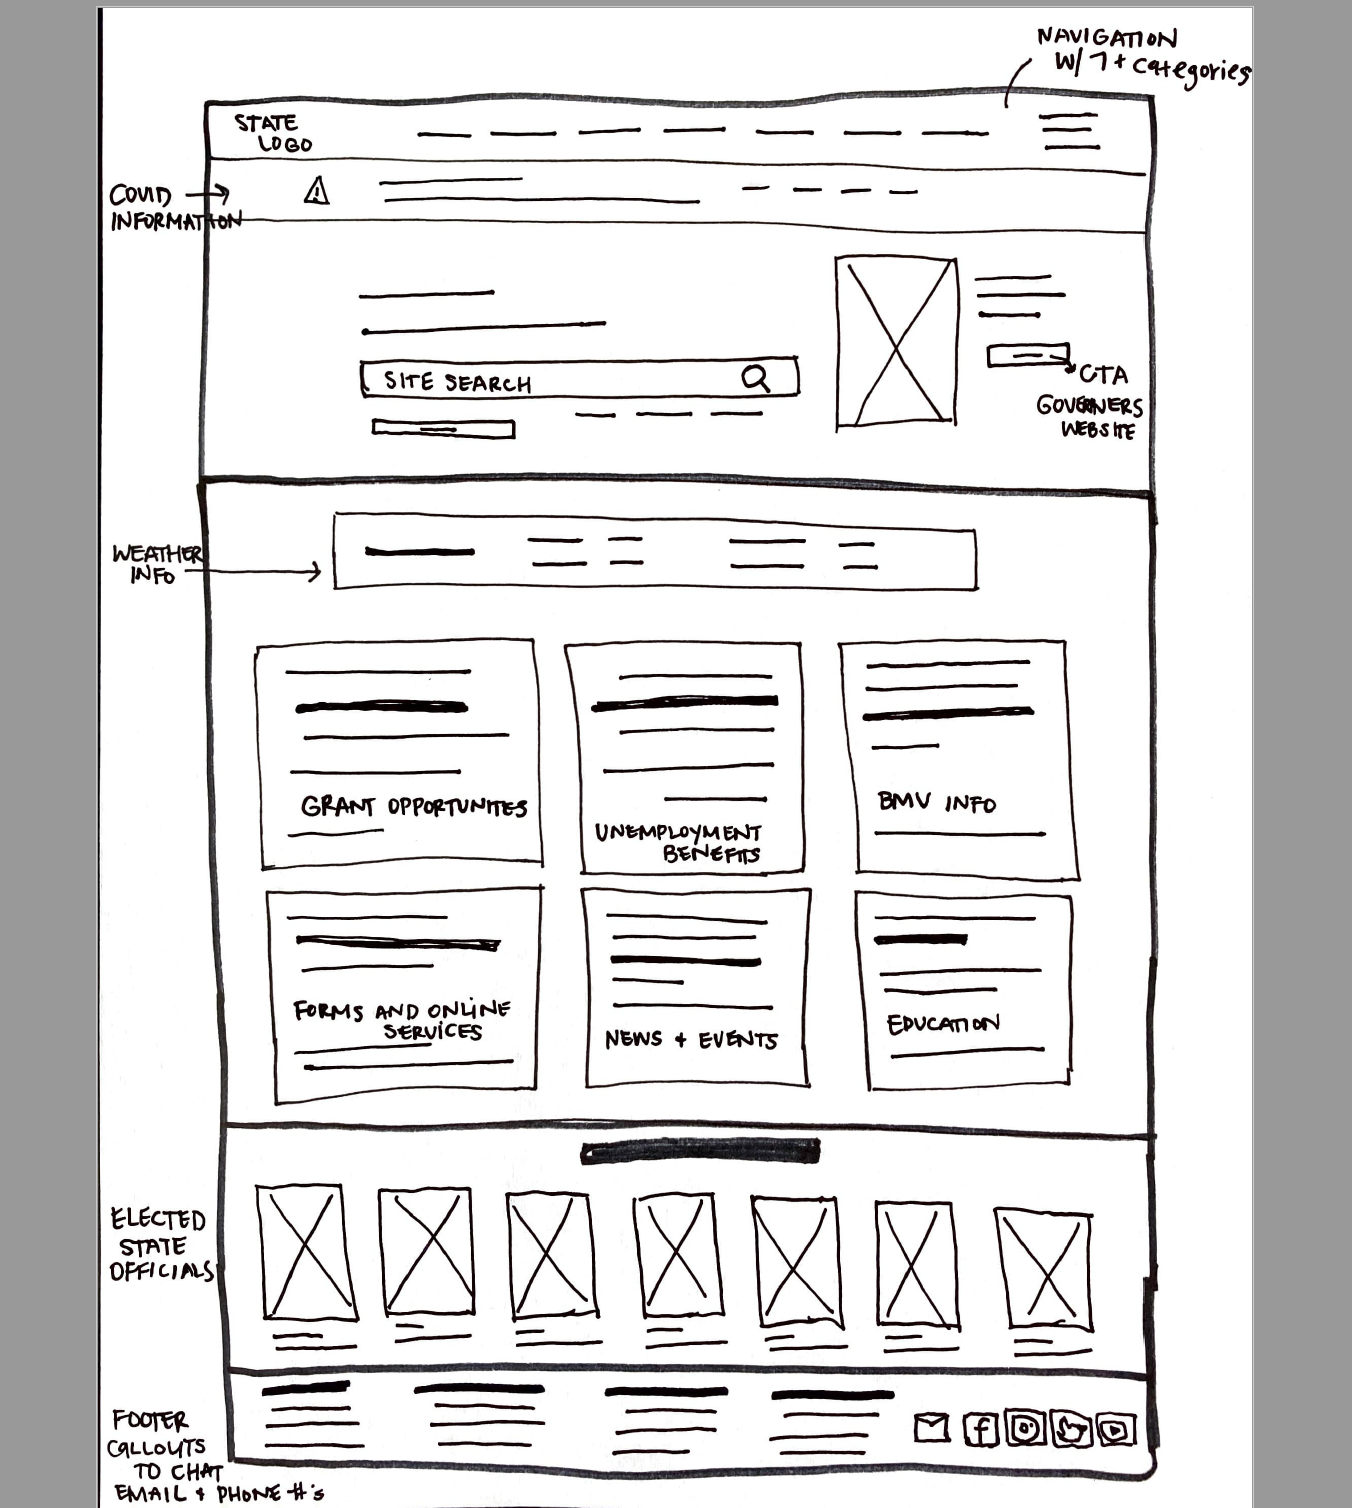 NAVIGATION
W/ 7+ categories
STATE
LOGO
COVID
INFORMATION
SITE SEARCH
CTA
GOVERNERS
WEBSITE
WEATHER
INFO
GRANT OPPORTUNITES
UNEMPLOYMENT
BENEFITS
BMV INFO
FORMS AND ONLINE
SERVICES
NEWS + EVENTS
EDUCATION
ELECTED
STATE
OFFICIALS
FOOTER
CALLOUTS
TO CHAT
EMAIL + PHONE #'s